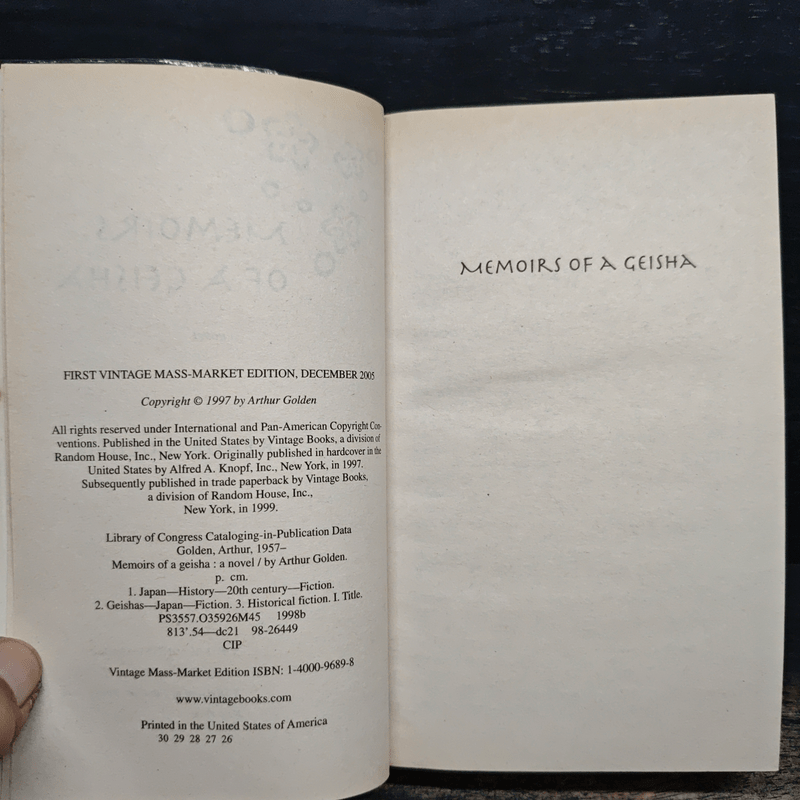 FIRST VINTAGE MASS-MARKET EDITION, DECEMBER 2005
Copyright © 1997 by Arthur Golden
All rights reserved under International and Pan-American Copyright Con-
ventions. Published in the United States by Vintage Books, a division of
Random House, Inc., New York. Originally published in hardcover in the
United States by Alfred A. Knopf, Inc., New York, in 1997.
Subsequently published in trade paperback by Vintage Books,
a division of Random House, Inc.,
New York, in 1999.
Library of Congress Cataloging-in-Publication Data
Golden, Arthur, 1957–
Memoirs of a geisha : a novel / by Arthur Golden.
p. cm.
1. Japan—History—20th century—Fiction.
2. Geishas—Japan—Fiction. 3. Historical fiction. I. Title.
PS3557.O35926M45 1998b
813'.54—dc21 98-26449
CIP
Vintage Mass-Market Edition ISBN: 1-4000-9689-8
www.vintagebooks.com
Printed in the United States of America
30 29 28 27 26
MEMOIRS OF A GEISHA